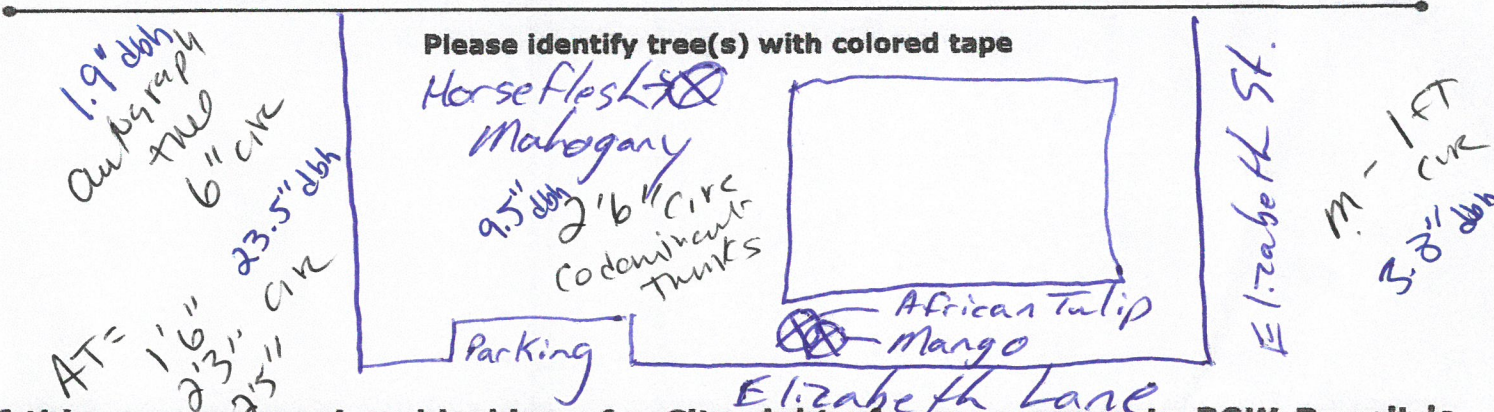 Please identify tree(s) with colored tape
1.9" dbh
autograph
tree
6" circ
23.5" dbh
AT=
1'6" circ
2'3"
2'5"
Horseflesh
Mahogany
9.5" dbh
2'6" circ
codominant
trunks
Parking
African Tulip
Mango
Elizabeth Lane
Elizabeth St.
M - 1 FT
circ
3.8" dbh